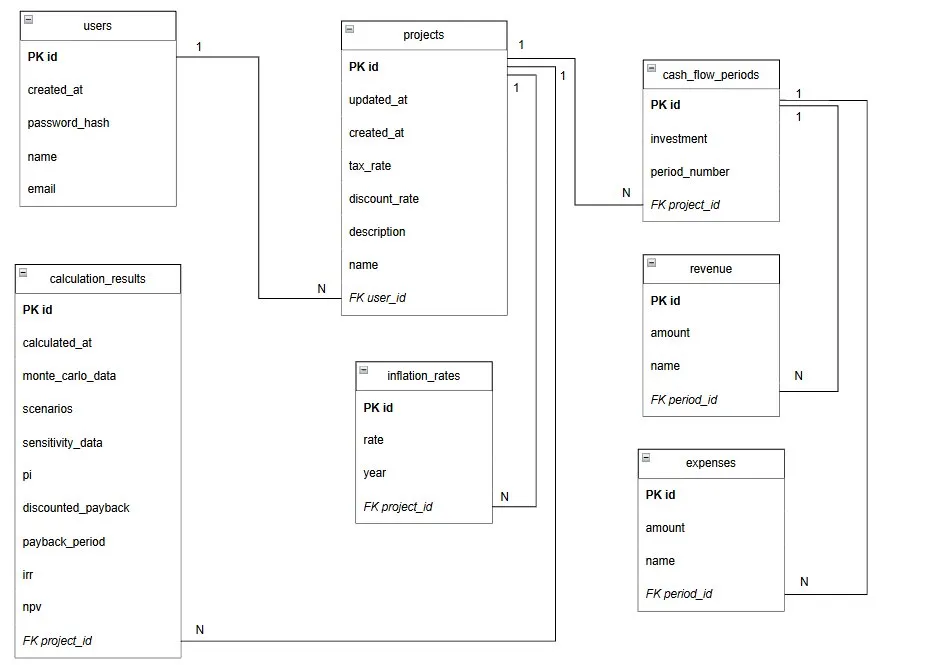 users
PK id
created_at
password_hash
name
email
1
N
projects
PK id
updated_at
created_at
tax_rate
discount_rate
description
name
FK user_id
1
1
1
cash_flow_periods
PK id
investment
period_number
FK project_id
N
1
1
revenue
PK id
amount
name
FK period_id
N
expenses
PK id
amount
name
FK period_id
N
inflation_rates
PK id
rate
year
FK project_id
N
calculation_results
PK id
calculated_at
monte_carlo_data
scenarios
sensitivity_data
pi
discounted_payback
payback_period
irr
npv
FK project_id
N